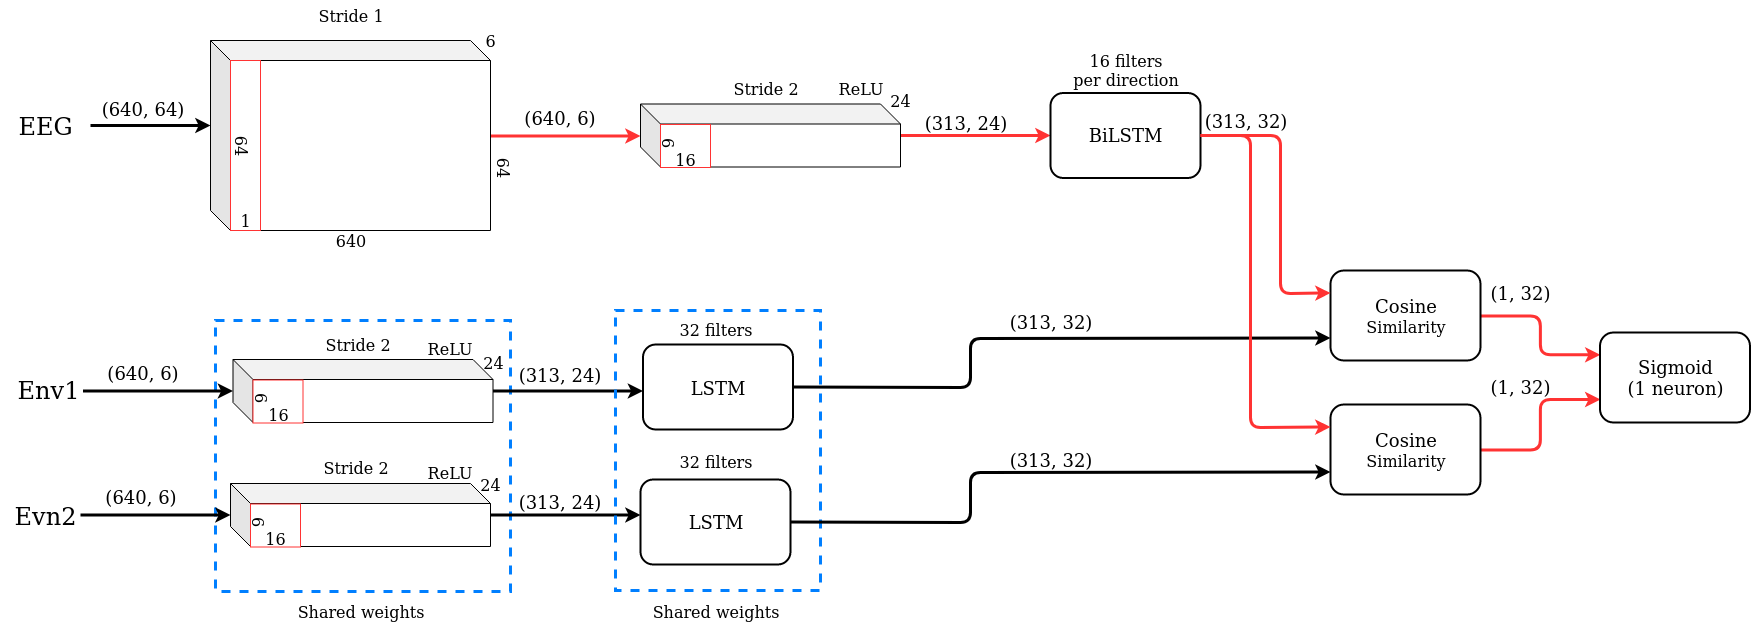 Stride 1
6
EEG
(640, 64)
64
1
640
64
(640, 6)
Stride 2
ReLU
24
6
16
(313, 24)
16 filters
per direction
BiLSTM
(313, 32)
Env1
(640, 6)
Stride 2
ReLU
24
6
16
(313, 24)
32 filters
LSTM
(313, 32)
Evn2
(640, 6)
Stride 2
ReLU
24
6
16
(313, 24)
32 filters
LSTM
(313, 32)
Shared weights
Shared weights
Cosine
Similarity
(1, 32)
Cosine
Similarity
(1, 32)
Sigmoid
(1 neuron)